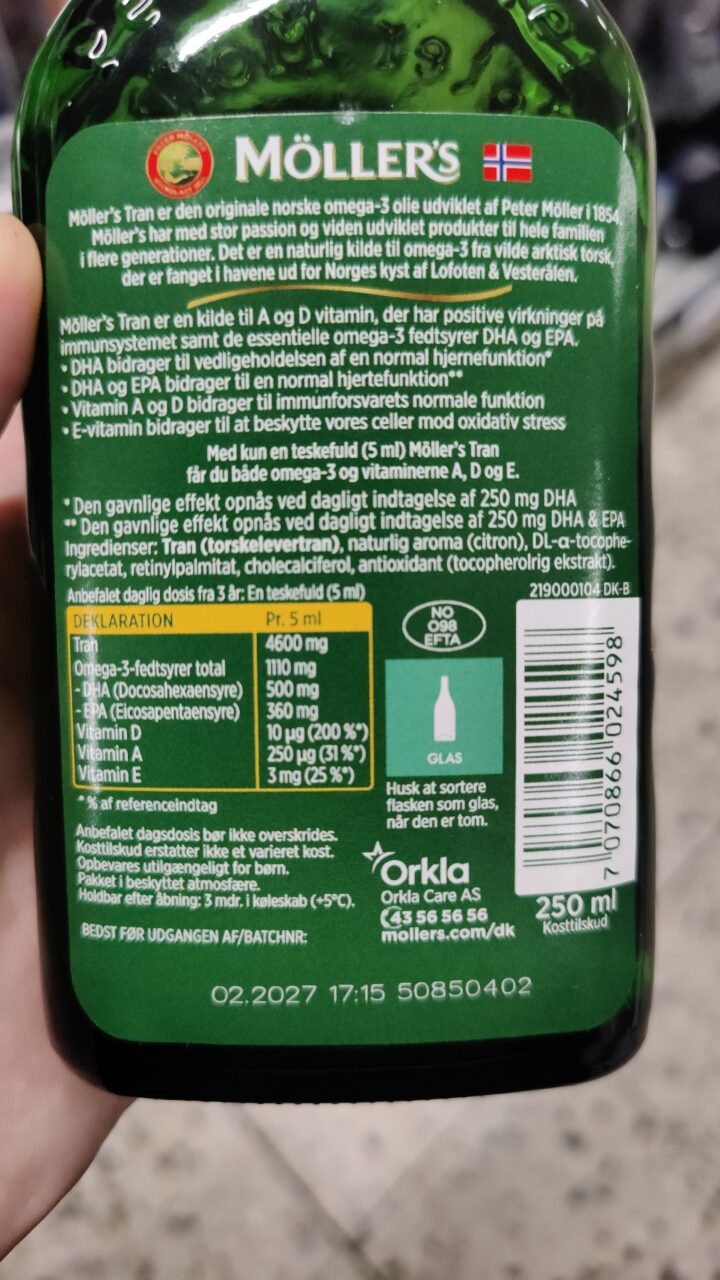 MÖLLER'S
Möller's Tran er den originale norske omega-3 olie udviklet af Peter Möller i 1854
Möller's har med stor passion og viden udviklet produkter til hele familien
i flere generationer. Det er en naturlig kilde til omega-3 fra vilde arktisk torsk,
der er fanget i havene ud for Norges kyst af Lofoten & Vesterålen.
Möller's Tran er en kilde til A og D vitamin, der har positive virkninger på
immunsystemet samt de essentielle omega-3 fedtsyrer DHA og EPA.
• DHA bidrager til vedligeholdelsen af en normal hjernefunktion*
• DHA og EPA bidrager til en normal hjertefunktion**
• Vitamin A og D bidrager til immunforsvarets normale funktion
• E-vitamin bidrager til at beskytte vores celler mod oxidativ stress
Med kun en teskefuld (5 ml) Möller's Tran
får du både omega-3 og vitaminerne A, D og E.
* Den gavnlige effekt opnås ved dagligt indtagelse af 250 mg DHA
** Den gavnlige effekt opnås ved dagligt indtagelse af 250 mg DHA & EPA
Ingredienser: Tran (torskelevertran), naturlig aroma (citron), DL-α-tocophe-
rylacetat, retinylpalmitat, cholecalciferol, antioxidant (tocopherolrig ekstrakt).
Anbefalet daglig dosis fra 3 år: En teskefuld (5 ml)
219000104 DK-B
DEKLARATION Pr. 5 ml
Tran 4600 mg
Omega-3-fedtsyrer total 1110 mg
- DHA (Docosahexaensyre) 500 mg
- EPA (Eicosapentaensyre) 360 mg
Vitamin D 10 µg (200 %*)
Vitamin A 250 µg (31 %*)
Vitamin E 3 mg (25 %*)
* % af referenceindtag
NO
098
EFTA
GLAS
Husk at sortere
flasken som glas,
når den er tom.
7 070866 024598
Anbefalet dagsdosis bør ikke overskrides.
Kosttilskud erstatter ikke et varieret kost.
Opbevares utilgængeligt for børn.
Pakket i beskyttet atmosfære.
Holdbar efter åbning: 3 mdr. i køleskab (+5°C).
Orkla
Orkla Care AS
43 56 56 56
mollers.com/dk
250 ml
Kosttilskud
BEDST FØR UDGANGEN AF/BATCHNR:
02.2027 17:15 50850402